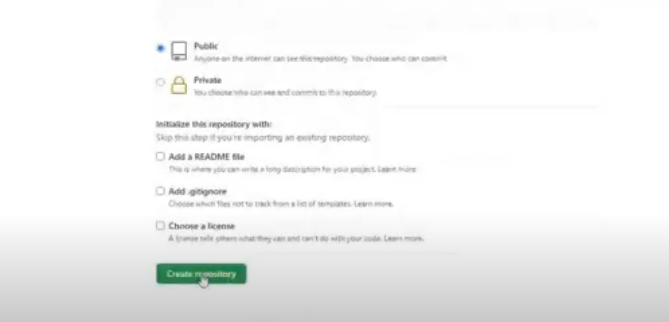 Public
Anyone on the internet can see this repository. You choose who can commit.
Private
You choose who can see and commit to this repository.
Initialize this repository with:
Skip this step if you're importing an existing repository.
Add a README file
This is where you can write a long description for your project. Learn more.
Add .gitignore
Choose which files not to track from a list of templates. Learn more.
Choose a license
A license tells others what they can and can't do with your code. Learn more.
Create repository